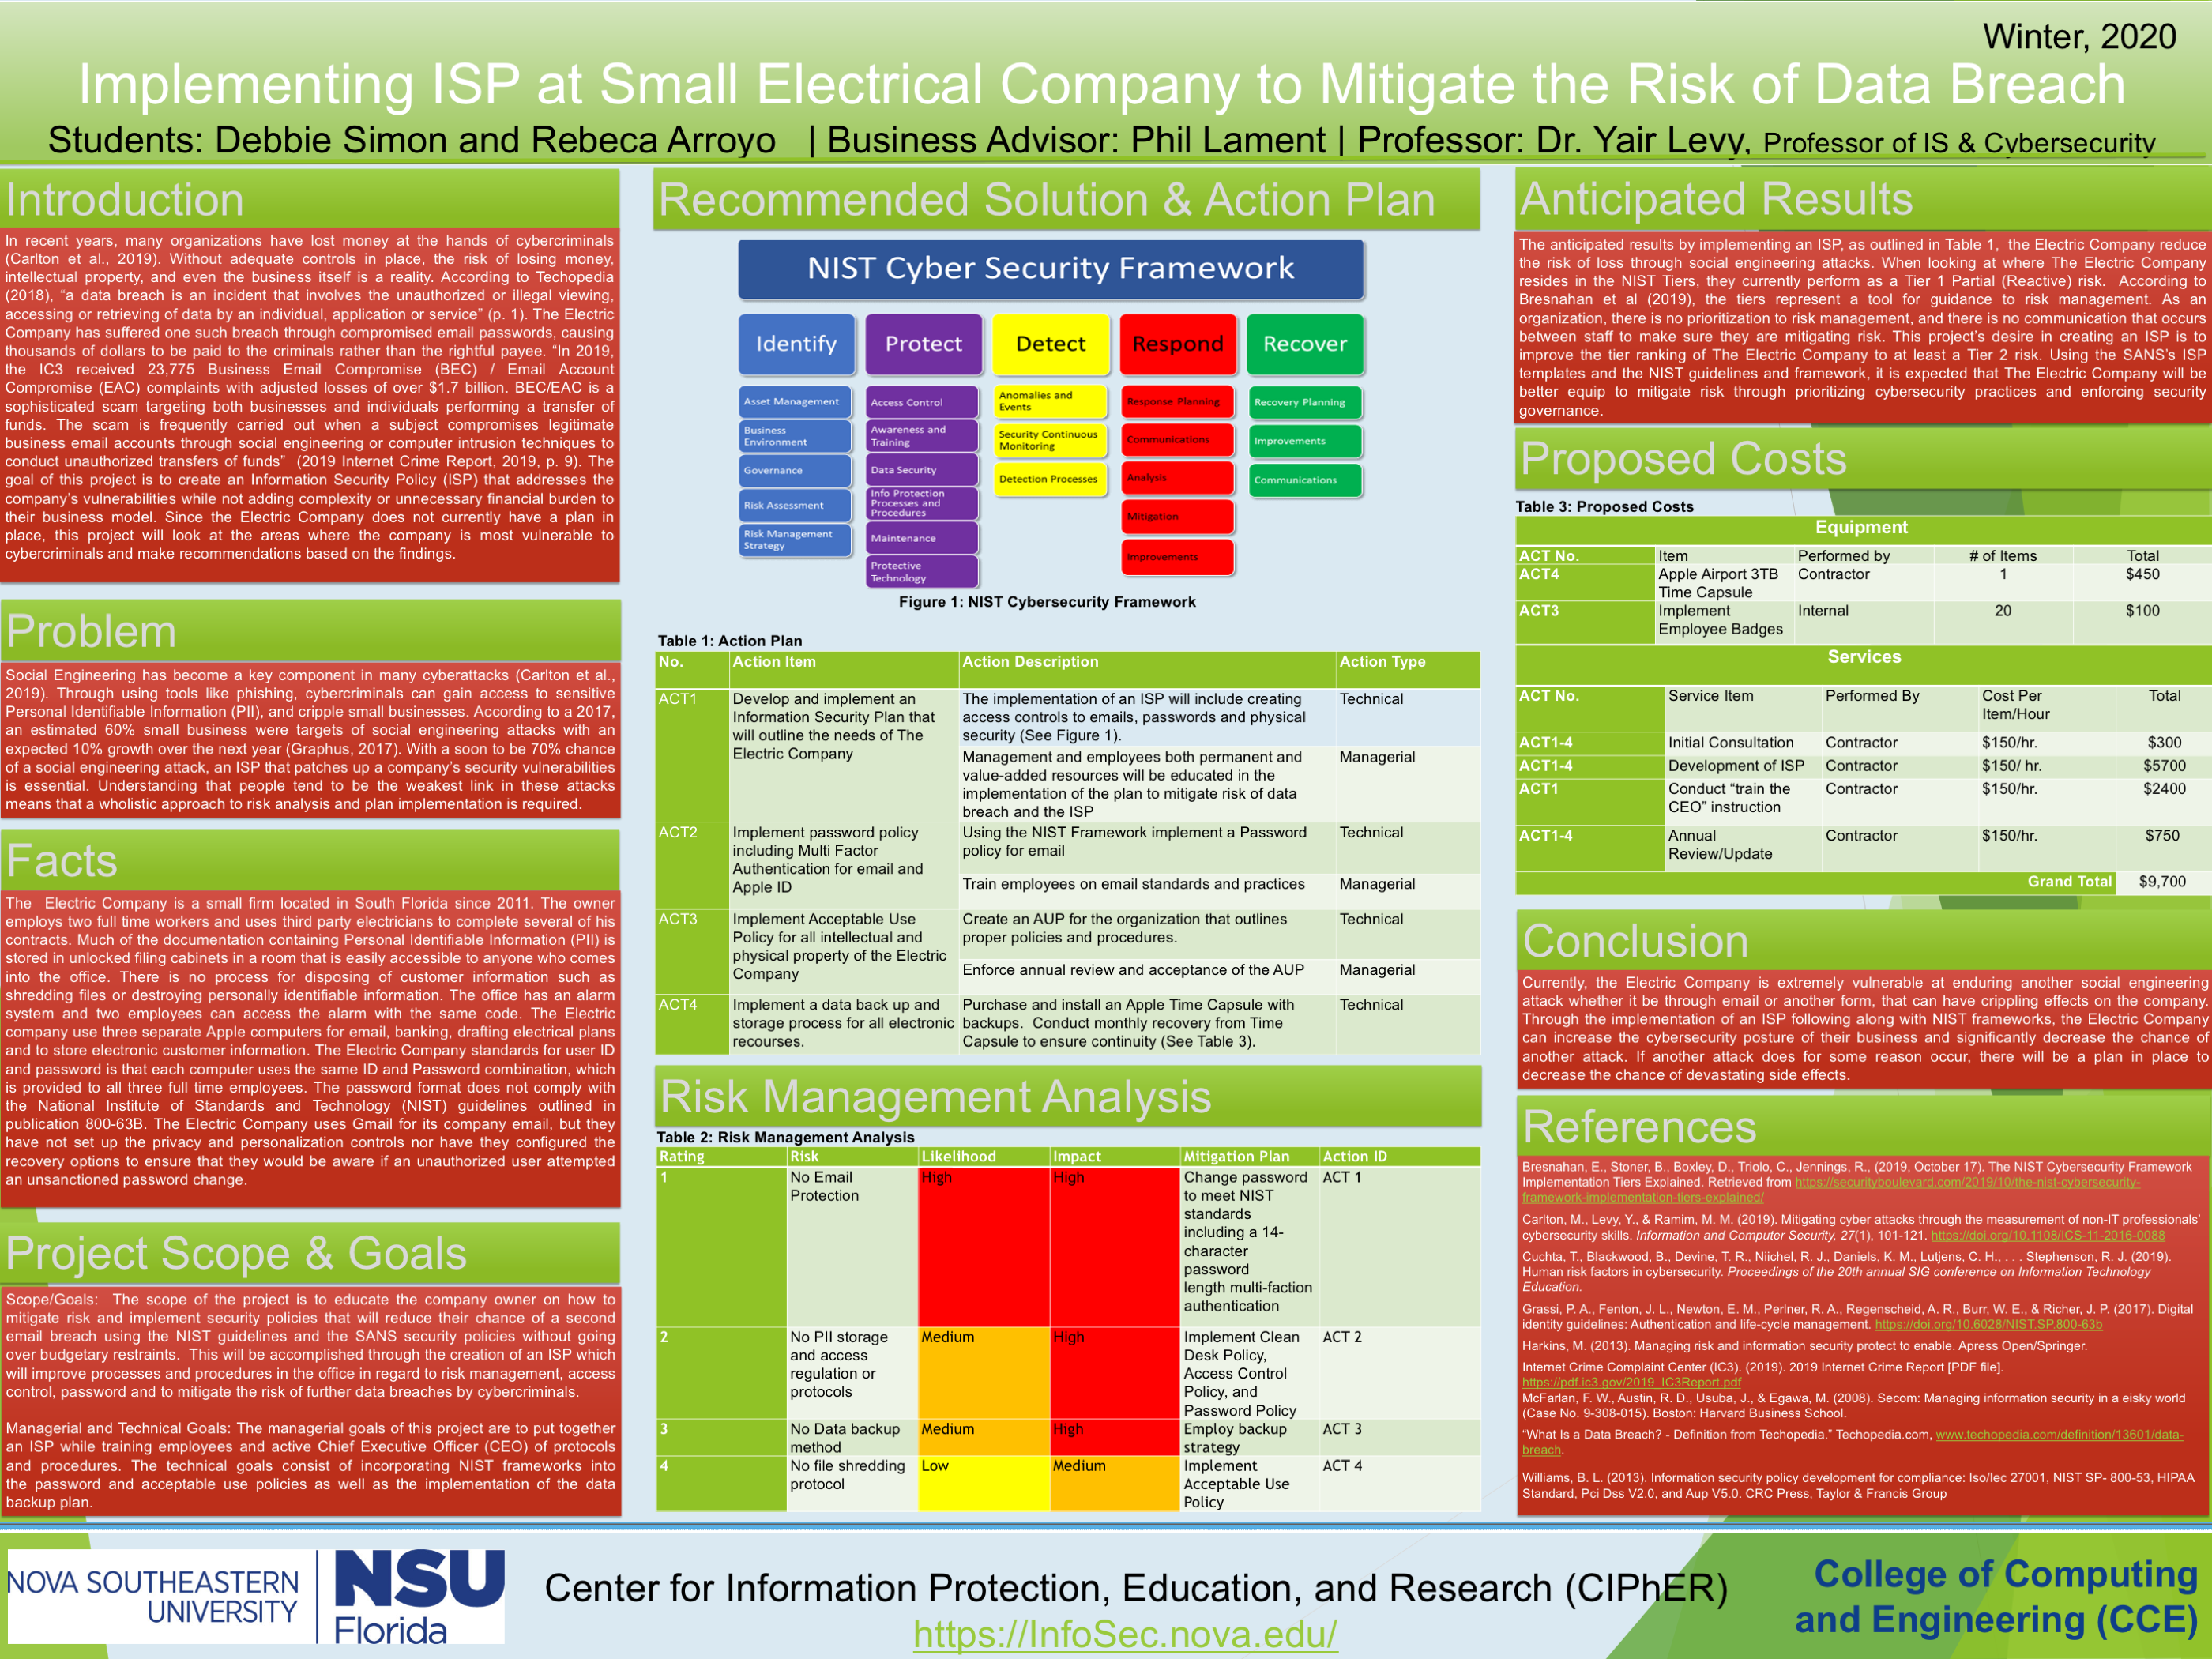 Winter, 2020
Implementing ISP at Small Electrical Company to Mitigate the Risk of Data Breach
Students: Debbie Simon and Rebeca Arroyo | Business Advisor: Phil Lament | Professor: Dr. Yair Levy, Professor of IS & Cybersecurity
Introduction
In recent years, many organizations have lost money at the hands of cybercriminals
(Carlton et al., 2019). Without adequate controls in place, the risk of losing money,
intellectual property, and even the business itself is a reality. According to Techopedia
(2018), “a data breach is an incident that involves the unauthorized or illegal viewing,
accessing or retrieving of data by an individual, application or service” (p. 1). The Electric
Company has suffered one such breach through compromised email passwords, causing
thousands of dollars to be paid to the criminals rather than the rightful payee. “In 2019,
the IC3 received 23,775 Business Email Compromise (BEC) / Email Account
Compromise (EAC) complaints with adjusted losses of over $1.7 billion. BEC/EAC is a
sophisticated scam targeting both businesses and individuals performing a transfer of
funds. The scam is frequently carried out when a subject compromises legitimate
business email accounts through social engineering or computer intrusion techniques to
conduct unauthorized transfers of funds” (2019 Internet Crime Report, 2019, p. 9). The
goal of this project is to create an Information Security Policy (ISP) that addresses the
company’s vulnerabilities while not adding complexity or unnecessary financial burden to
their business model. Since the Electric Company does not currently have a plan in
place, this project will look at the areas where the company is most vulnerable to
cybercriminals and make recommendations based on the findings.
Problem
Social Engineering has become a key component in many cyberattacks (Carlton et al.,
2019). Through using tools like phishing, cybercriminals can gain access to sensitive
Personal Identifiable Information (PII), and cripple small businesses. According to a 2017,
an estimated 60% small business were targets of social engineering attacks with an
expected 10% growth over the next year (Graphus, 2017). With a soon to be 70% chance
of a social engineering attack, an ISP that patches up a company’s security vulnerabilities
is essential. Understanding that people tend to be the weakest link in these attacks
means that a wholistic approach to risk analysis and plan implementation is required.
Facts
The Electric Company is a small firm located in South Florida since 2011. The owner
employs two full time workers and uses third party electricians to complete several of his
contracts. Much of the documentation containing Personal Identifiable Information (PII) is
stored in unlocked filing cabinets in a room that is easily accessible to anyone who comes
into the office. There is no process for disposing of customer information such as
shredding files or destroying personally identifiable information. The office has an alarm
system and two employees can access the alarm with the same code. The Electric
company use three separate Apple computers for email, banking, drafting electrical plans
and to store electronic customer information. The Electric Company standards for user ID
and password is that each computer uses the same ID and Password combination, which
is provided to all three full time employees. The password format does not comply with
the National Institute of Standards and Technology (NIST) guidelines outlined in
publication 800-63B. The Electric Company uses Gmail for its company email, but they
have not set up the privacy and personalization controls nor have they configured the
recovery options to ensure that they would be aware if an unauthorized user attempted
an unsanctioned password change.
Project Scope & Goals
Scope/Goals: The scope of the project is to educate the company owner on how to
mitigate risk and implement security policies that will reduce their chance of a second
email breach using the NIST guidelines and the SANS security policies without going
over budgetary restraints. This will be accomplished through the creation of an ISP which
will improve processes and procedures in the office in regard to risk management, access
control, password and to mitigate the risk of further data breaches by cybercriminals.
Managerial and Technical Goals: The managerial goals of this project are to put together
an ISP while training employees and active Chief Executive Officer (CEO) of protocols
and procedures. The technical goals consist of incorporating NIST frameworks into
the password and acceptable use policies as well as the implementation of the data
backup plan.
Recommended Solution & Action Plan
NIST Cyber Security Framework
Identify
Protect
Detect
Respond
Recover
Asset Management
Business
Environment
Governance
Risk Assessment
Risk Management
Strategy
Access Control
Awareness and
Training
Data Security
Info Protection
Processes and
Procedures
Maintenance
Protective
Technology
Anomalies and
Events
Security Continuous
Monitoring
Detection Processes
Response Planning
Communications
Analysis
Mitigation
Improvements
Recovery Planning
Improvements
Communications
Figure 1: NIST Cybersecurity Framework
Table 1: Action Plan
No. Action Item Action Description Action Type
ACT1
Develop and implement an
Information Security Plan that
will outline the needs of The
Electric Company
The implementation of an ISP will include creating
access controls to emails, passwords and physical
security (See Figure 1).
Technical
Management and employees both permanent and
value-added resources will be educated in the
implementation of the plan to mitigate risk of data
breach and the ISP
Managerial
ACT2
Implement password policy
including Multi Factor
Authentication for email and
Apple ID
Using the NIST Framework implement a Password
policy for email
Technical
Train employees on email standards and practices
Managerial
ACT3
Implement Acceptable Use
Policy for all intellectual and
physical property of the Electric
Company
Create an AUP for the organization that outlines
proper policies and procedures.
Technical
Enforce annual review and acceptance of the AUP
Managerial
ACT4
Implement a data back up and
storage process for all electronic
recourses.
Purchase and install an Apple Time Capsule with
backups. Conduct monthly recovery from Time
Capsule to ensure continuity (See Table 3).
Technical
Risk Management Analysis
Table 2: Risk Management Analysis
Rating Risk Likelihood Impact Mitigation Plan Action ID
1
No Email
Protection
High
High
Change password
to meet NIST
standards
including a 14-
character
password
length multi-faction
authentication
ACT 1
2
No PII storage
and access
regulation or
protocols
Medium
High
Implement Clean
Desk Policy,
Access Control
Policy, and
Password Policy
ACT 2
3
No Data backup
method
Medium
High
Employ backup
strategy
ACT 3
4
No file shredding
protocol
Low
Medium
Implement
Acceptable Use
Policy
ACT 4
Anticipated Results
The anticipated results by implementing an ISP, as outlined in Table 1, the Electric Company reduce
the risk of loss through social engineering attacks. When looking at where The Electric Company
resides in the NIST Tiers, they currently perform as a Tier 1 Partial (Reactive) risk. According to
Bresnahan et al (2019), the tiers represent a tool for guidance to risk management. As an
organization, there is no prioritization to risk management, and there is no communication that occurs
between staff to make sure they are mitigating risk. This project’s desire in creating an ISP is to
improve the tier ranking of The Electric Company to at least a Tier 2 risk. Using the SANS’s ISP
templates and the NIST guidelines and framework, it is expected that The Electric Company will be
better equip to mitigate risk through prioritizing cybersecurity practices and enforcing security
governance.
Proposed Costs
Table 3: Proposed Costs
Equipment
ACT No. Item Performed by # of Items Total
ACT4 Apple Airport 3TB Contractor 1 $450
Time Capsule
ACT3 Implement Internal 20 $100
Employee Badges
Services
ACT No. Service Item Performed By Cost Per Total
Item/Hour
ACT1-4 Initial Consultation Contractor $150/hr. $300
ACT1-4 Development of ISP Contractor $150/ hr. $5700
ACT1 Conduct “train the Contractor $150/hr. $2400
CEO” instruction
ACT1-4 Annual Contractor $150/hr. $750
Review/Update
Grand Total $9,700
Conclusion
Currently, the Electric Company is extremely vulnerable at enduring another social engineering
attack whether it be through email or another form, that can have crippling effects on the company.
Through the implementation of an ISP following along with NIST frameworks, the Electric Company
can increase the cybersecurity posture of their business and significantly decrease the chance of
another attack. If another attack does for some reason occur, there will be a plan in place to
decrease the chance of devastating side effects.
References
Bresnahan, E., Stoner, B., Boxley, D., Triolo, C., Jennings, R., (2019, October 17). The NIST Cybersecurity Framework
Implementation Tiers Explained. Retrieved from https://securityboulevard.com/2019/10/the-nist-cybersecurity-
framework-implementation-tiers-explained/
Carlton, M., Levy, Y., & Ramim, M. M. (2019). Mitigating cyber attacks through the measurement of non-IT professionals’
cybersecurity skills. Information and Computer Security, 27(1), 101-121. https://doi.org/10.1108/ICS-11-2016-0088
Cuchta, T., Blackwood, B., Devine, T. R., Niichel, R. J., Daniels, K. M., Lutjens, C. H., . . . Stephenson, R. J. (2019).
Human risk factors in cybersecurity. Proceedings of the 20th annual SIG conference on Information Technology
Education.
Grassi, P. A., Fenton, J. L., Newton, E. M., Perlner, R. A., Regenscheid, A. R., Burr, W. E., & Richer, J. P. (2017). Digital
identity guidelines: Authentication and life-cycle management. https://doi.org/10.6028/NIST.SP.800-63b
Harkins, M. (2013). Managing risk and information security protect to enable. Apress Open/Springer.
Internet Crime Complaint Center (IC3). (2019). 2019 Internet Crime Report [PDF file].
https://pdf.ic3.gov/2019_IC3Report.pdf
McFarlan, F. W., Austin, R. D., Usuba, J., & Egawa, M. (2008). Secom: Managing information security in a eisky world
(Case No. 9-308-015). Boston: Harvard Business School.
“What Is a Data Breach? - Definition from Techopedia.” Techopedia.com, www.techopedia.com/definition/13601/data-
breach.
Williams, B. L. (2013). Information security policy development for compliance: Iso/Iec 27001, NIST SP- 800-53, HIPAA
Standard, Pci Dss V2.0, and Aup V5.0. CRC Press, Taylor & Francis Group
NOVA SOUTHEASTERN
UNIVERSITY
NSU
Florida
Center for Information Protection, Education, and Research (CIPhER)
https://InfoSec.nova.edu/
College of Computing
and Engineering (CCE)